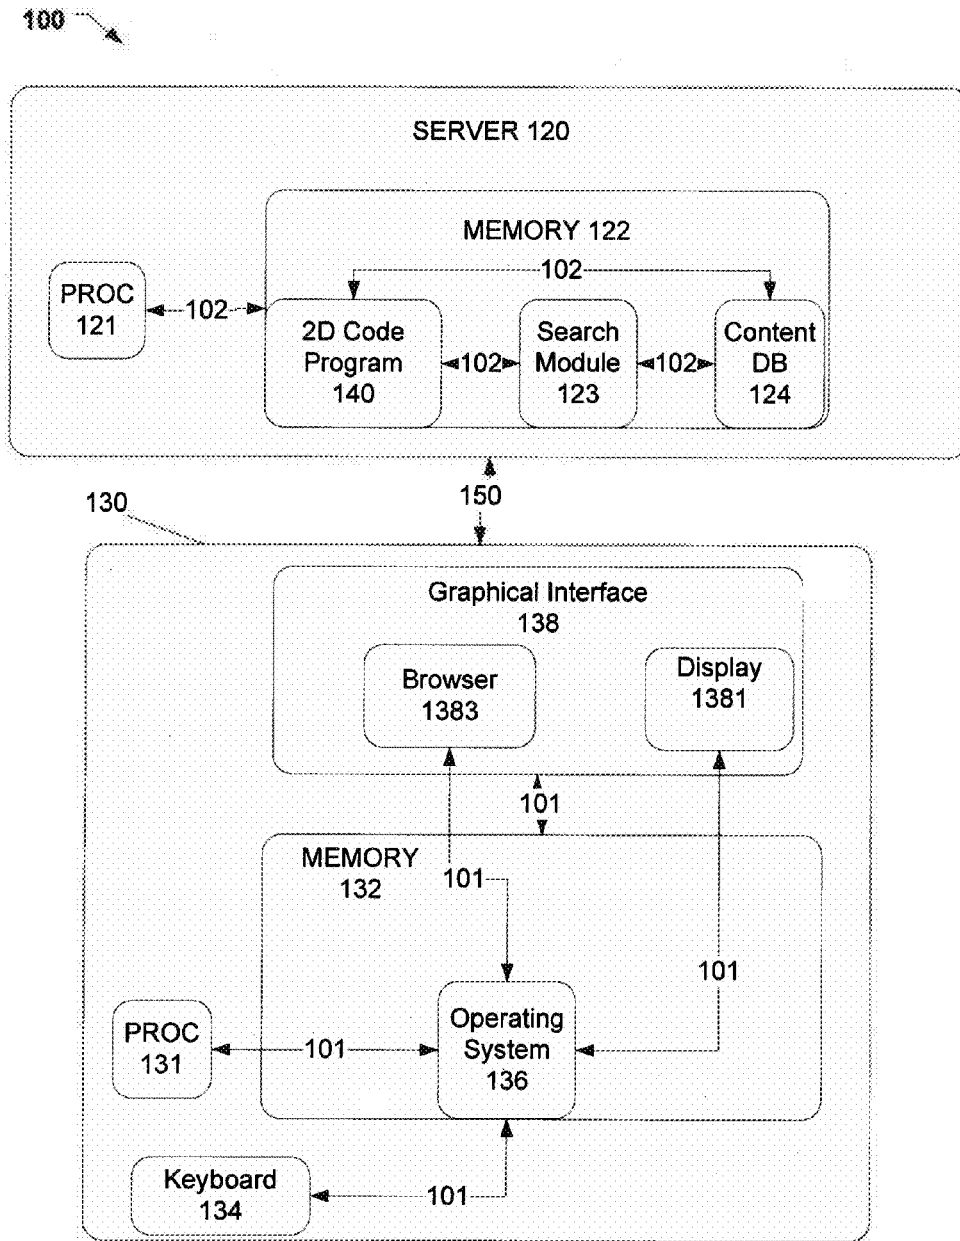 100
SERVER 120
MEMORY 122
102
PROC
121
102
2D Code
Program
140
102
Search
Module
123
102
Content
DB
124
150
130
Graphical Interface
138
Browser
1383
Display
1381
101
MEMORY
132
101
101
PROC
131
101
Operating
System
136
Keyboard
134
101